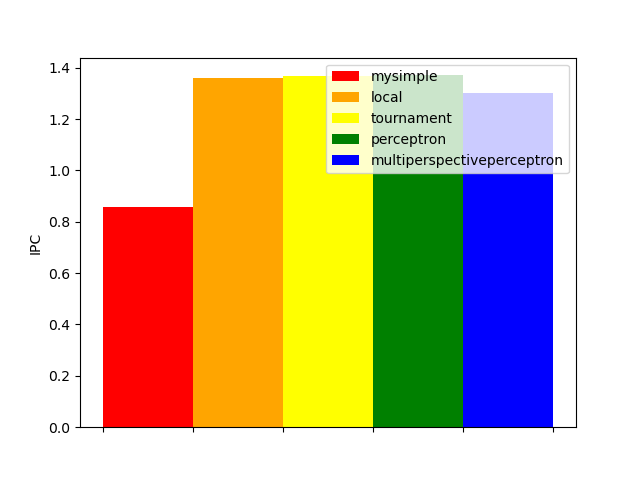 1.4
1.2
1.0
0.8
0.6
0.4
0.2
0.0
IPC
mysimple
local
tournament
perceptron
multiperspectiveperceptron